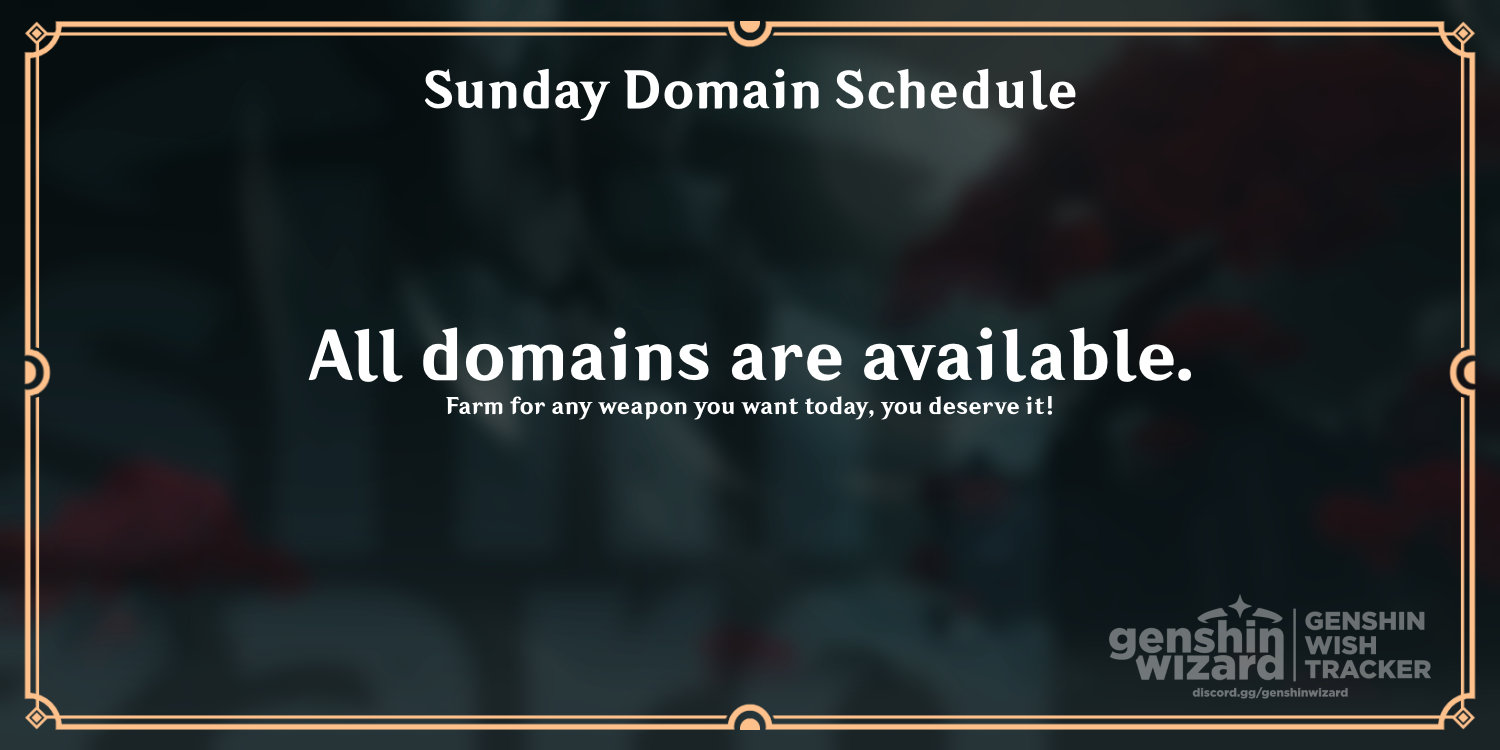 Sunday Domain Schedule
All domains are available.
Farm for any weapon you want today, you deserve it!
genshin
wizard
GENSHIN
WISH
TRACKER
discord.gg/genshinwizard